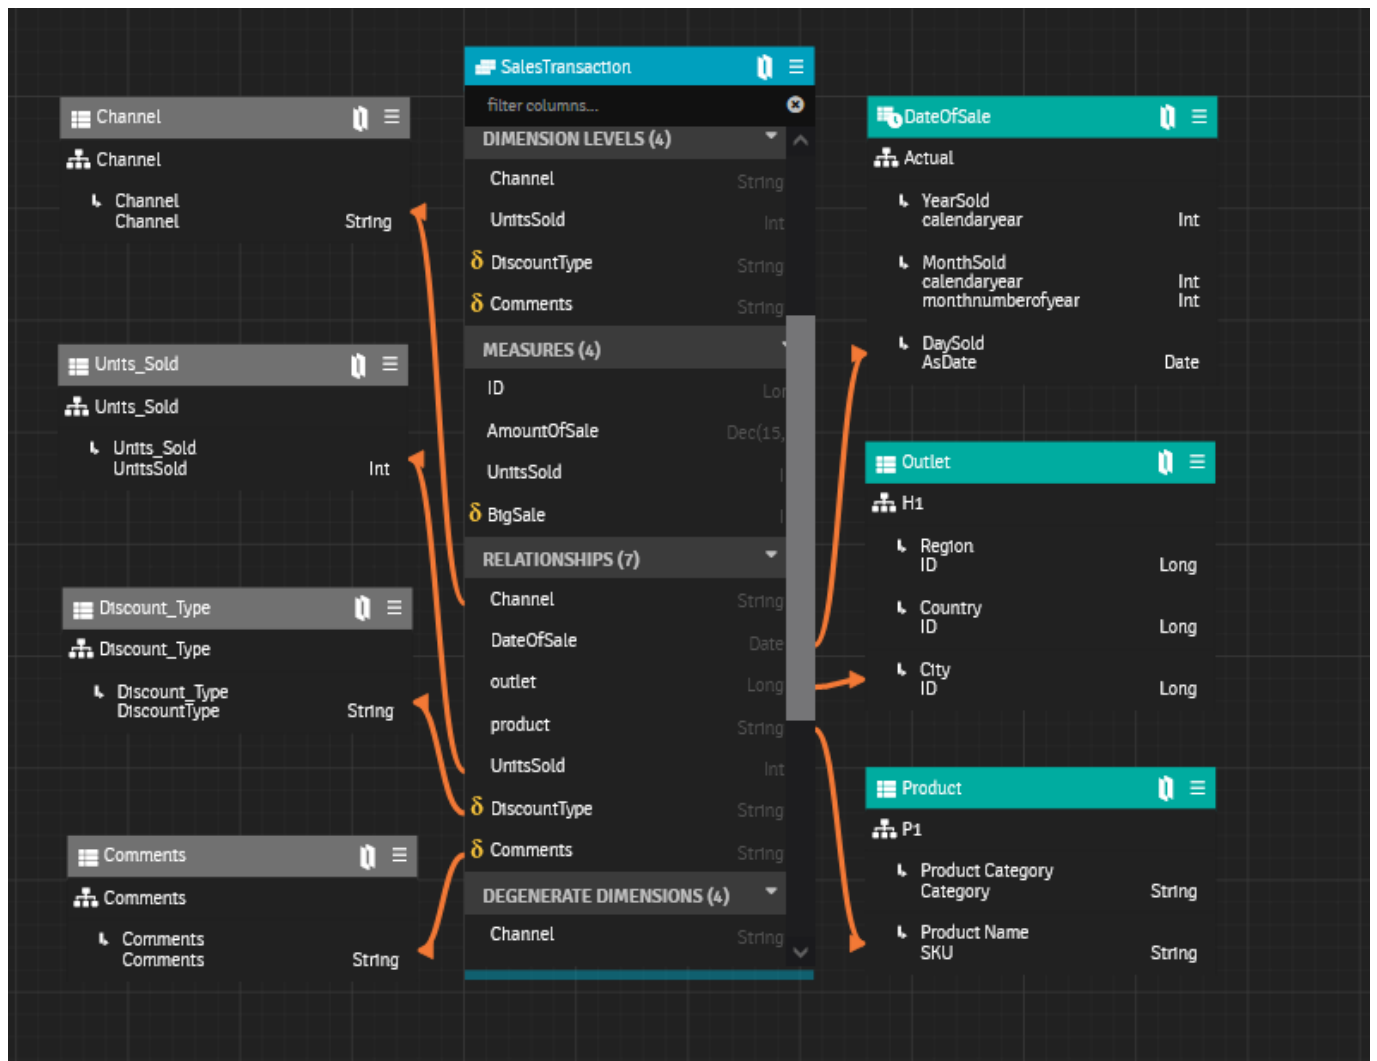 Channel
Channel
Channel
Channel String
Units_Sold
Units_Sold
Units_Sold
UnitsSold Int
Discount_Type
Discount_Type
Discount_Type
DiscountType String
Comments
Comments
Comments
Comments String
SalesTransaction
filter columns...
DIMENSION LEVELS (4)
Channel String
UnitsSold Int
δ DiscountType String
δ Comments String
MEASURES (4)
ID Lon
AmountOfSale Dec(15,
UnitsSold I
δ BigSale I
RELATIONSHIPS (7)
Channel String
DateOfSale Date
outlet Long
product String
UnitsSold Int
δ DiscountType String
δ Comments String
DEGENERATE DIMENSIONS (4)
Channel String
DateOfSale
Actual
YearSold
calendaryear Int
MonthSold
calendaryear Int
monthnumberofyear Int
DaySold
AsDate Date
Outlet
H1
Region
ID Long
Country
ID Long
City
ID Long
Product
P1
Product Category
Category String
Product Name
SKU String